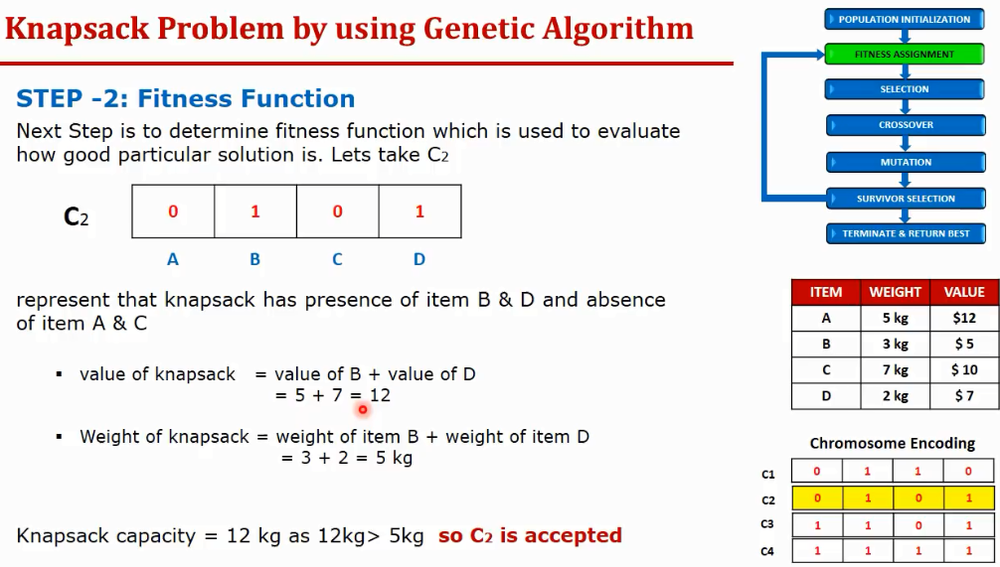 Knapsack Problem by using Genetic Algorithm
STEP -2: Fitness Function
Next Step is to determine fitness function which is used to evaluate
how good particular solution is. Lets take C2
C2 0 1 0 1
A B C D
represent that knapsack has presence of item B & D and absence
of item A & C
▪ value of knapsack = value of B + value of D
= 5 + 7 = 12
▪ Weight of knapsack = weight of item B + weight of item D
= 3 + 2 = 5 kg
Knapsack capacity = 12 kg as 12kg> 5kg so C2 is accepted
POPULATION INITIALIZATION
FITNESS ASSIGNMENT
SELECTION
CROSSOVER
MUTATION
SURVIVOR SELECTION
TERMINATE & RETURN BEST
ITEM WEIGHT VALUE
A 5 kg $12
B 3 kg $ 5
C 7 kg $ 10
D 2 kg $ 7
Chromosome Encoding
C1 0 1 1 0
C2 0 1 0 1
C3 1 1 0 1
C4 1 1 1 1